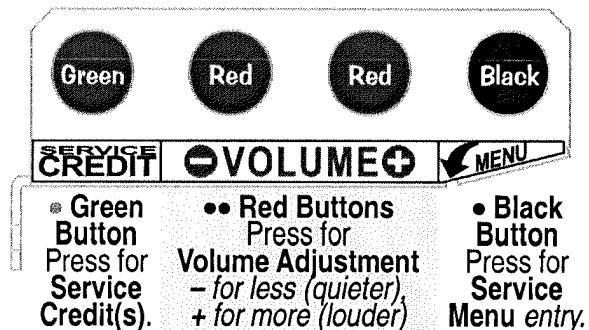 Green Red Red Black
SERVICE
CREDIT
⊖VOLUME⊕
MENU
• Green
Button
Press for
Service
Credit(s).
•• Red Buttons
Press for
Volume Adjustment
– for less (quieter),
+ for more (louder)
• Black
Button
Press for
Service
Menu entry.